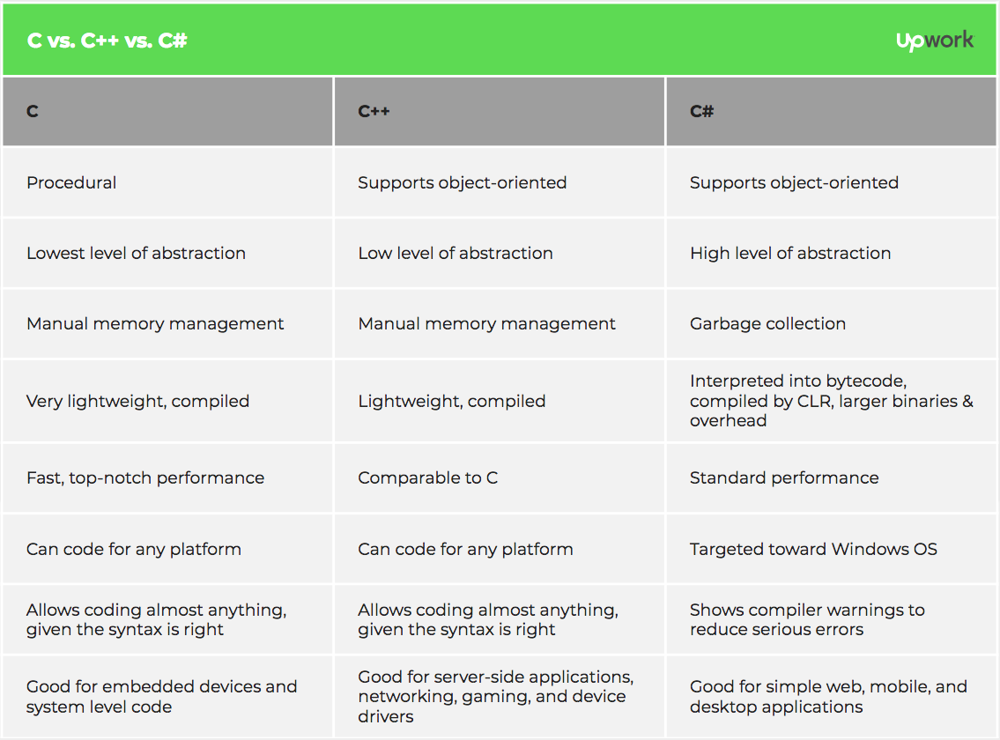 C vs. C++ vs. C#
Upwork
C
C++
C#
Procedural
Supports object-oriented
Supports object-oriented
Lowest level of abstraction
Low level of abstraction
High level of abstraction
Manual memory management
Manual memory management
Garbage collection
Very lightweight, compiled
Lightweight, compiled
Interpreted into bytecode,
compiled by CLR, larger binaries &
overhead
Fast, top-notch performance
Comparable to C
Standard performance
Can code for any platform
Can code for any platform
Targeted toward Windows OS
Allows coding almost anything,
given the syntax is right
Allows coding almost anything,
given the syntax is right
Shows compiler warnings to
reduce serious errors
Good for embedded devices and
system level code
Good for server-side applications,
networking, gaming, and device
drivers
Good for simple web, mobile, and
desktop applications